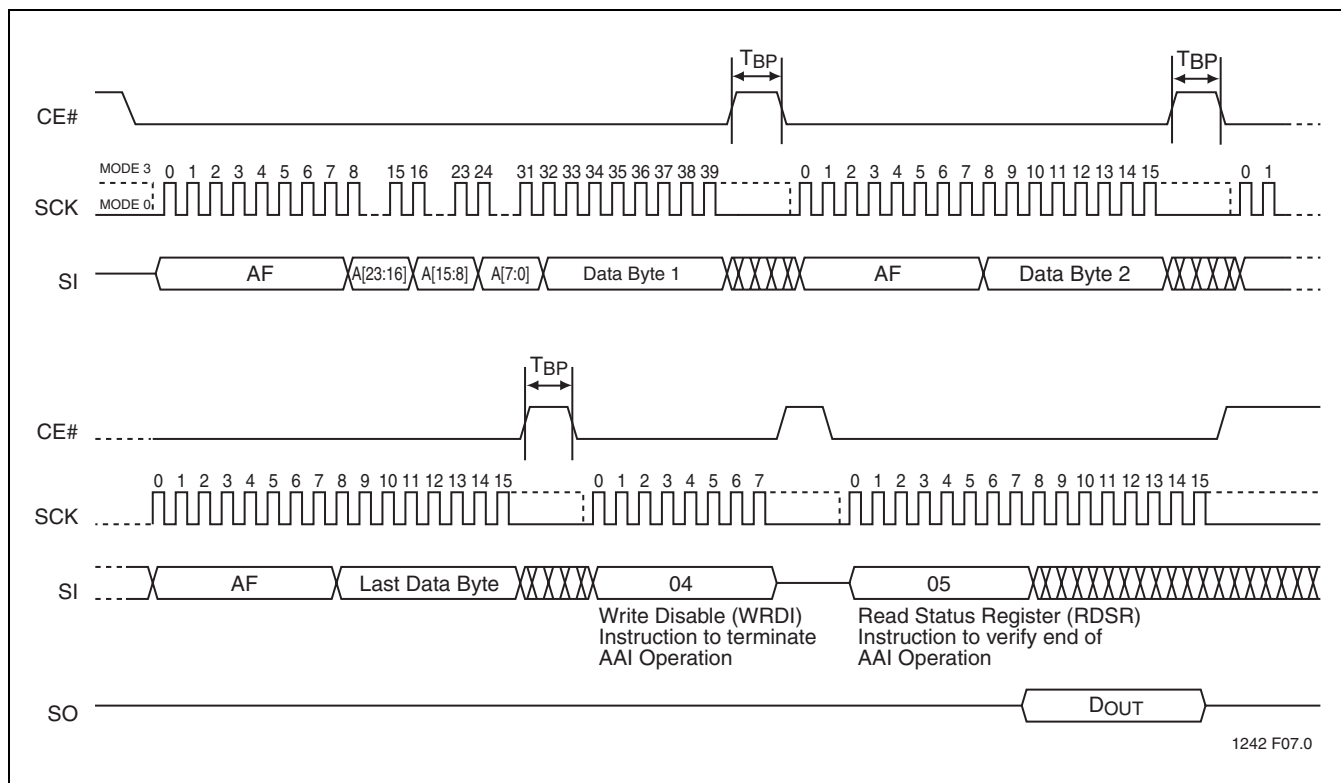 TBP TBP
CE#
MODE 3 0 1 2 3 4 5 6 7 8 15 16 23 24 31 32 33 34 35 36 37 38 39 0 1 2 3 4 5 6 7 8 9 10 11 12 13 14 15 0 1
SCK MODE 0
SI AF A[23:16] A[15:8] A[7:0] Data Byte 1 AF Data Byte 2
TBP
CE#
0 1 2 3 4 5 6 7 8 9 10 11 12 13 14 15 0 1 2 3 4 5 6 7 0 1 2 3 4 5 6 7 8 9 10 11 12 13 14 15
SCK
SI AF Last Data Byte 04 05
Write Disable (WRDI)
Instruction to terminate
AAI Operation
Read Status Register (RDSR)
Instruction to verify end of
AAI Operation
SO DOUT
1242 F07.0